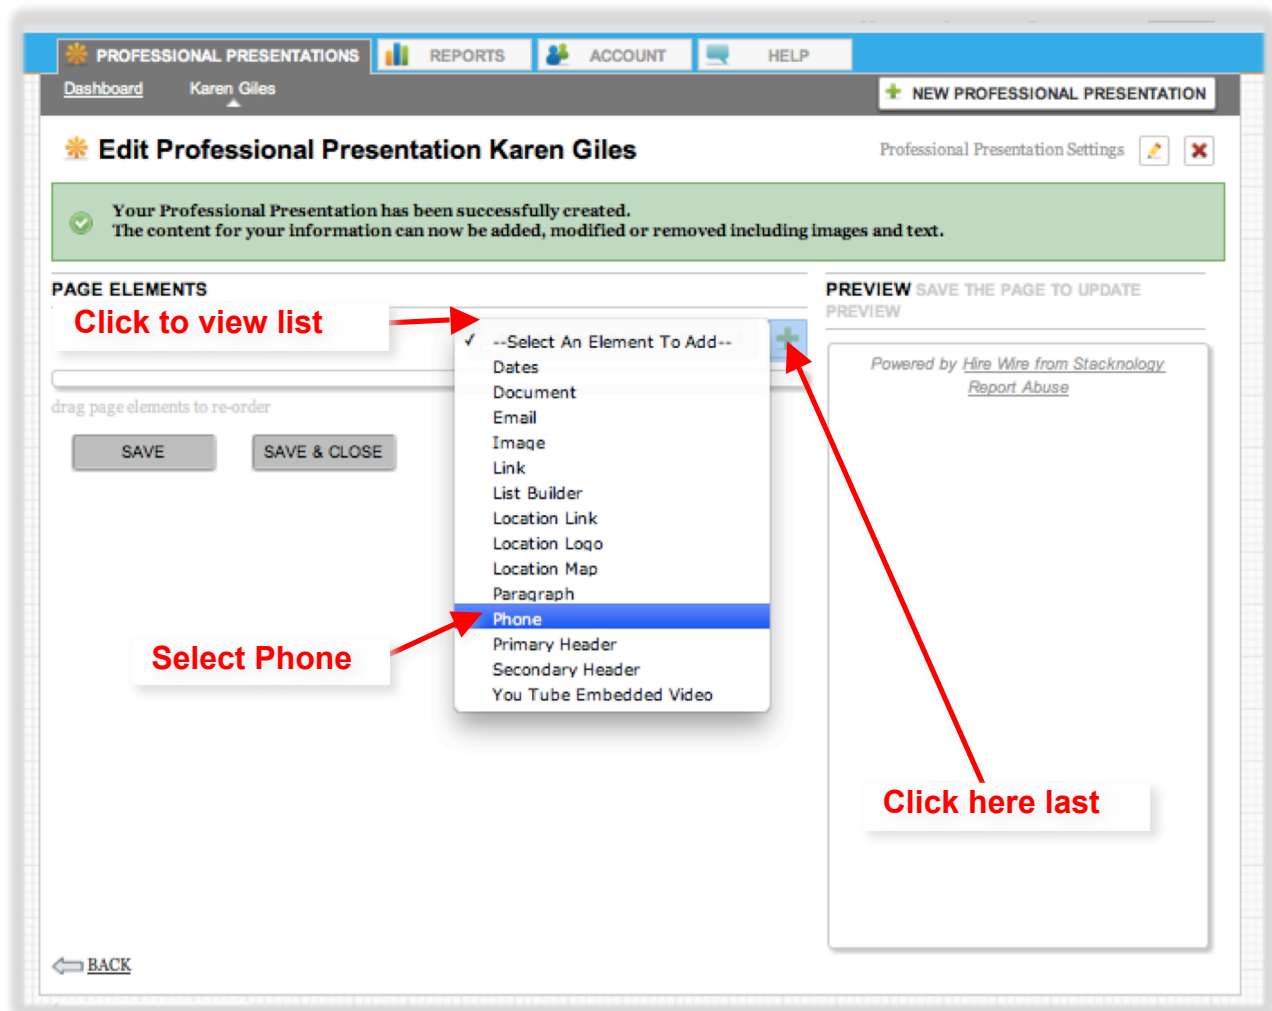 PROFESSIONAL PRESENTATIONS
REPORTS
ACCOUNT
HELP
Dashboard
Karen Giles
NEW PROFESSIONAL PRESENTATION
Edit Professional Presentation Karen Giles
Professional Presentation Settings
Your Professional Presentation has been successfully created.
The content for your information can now be added, modified or removed including images and text.
PAGE ELEMENTS
PREVIEW SAVE THE PAGE TO UPDATE
PREVIEW
Click to view list
--Select An Element To Add--
Dates
Document
Email
Image
Link
List Builder
Location Link
Location Logo
Location Map
Paragraph
Phone
Primary Header
Secondary Header
You Tube Embedded Video
drag page elements to re-order
SAVE
SAVE & CLOSE
Powered by Hire Wire from Stacknology
Report Abuse
Select Phone
Click here last
BACK